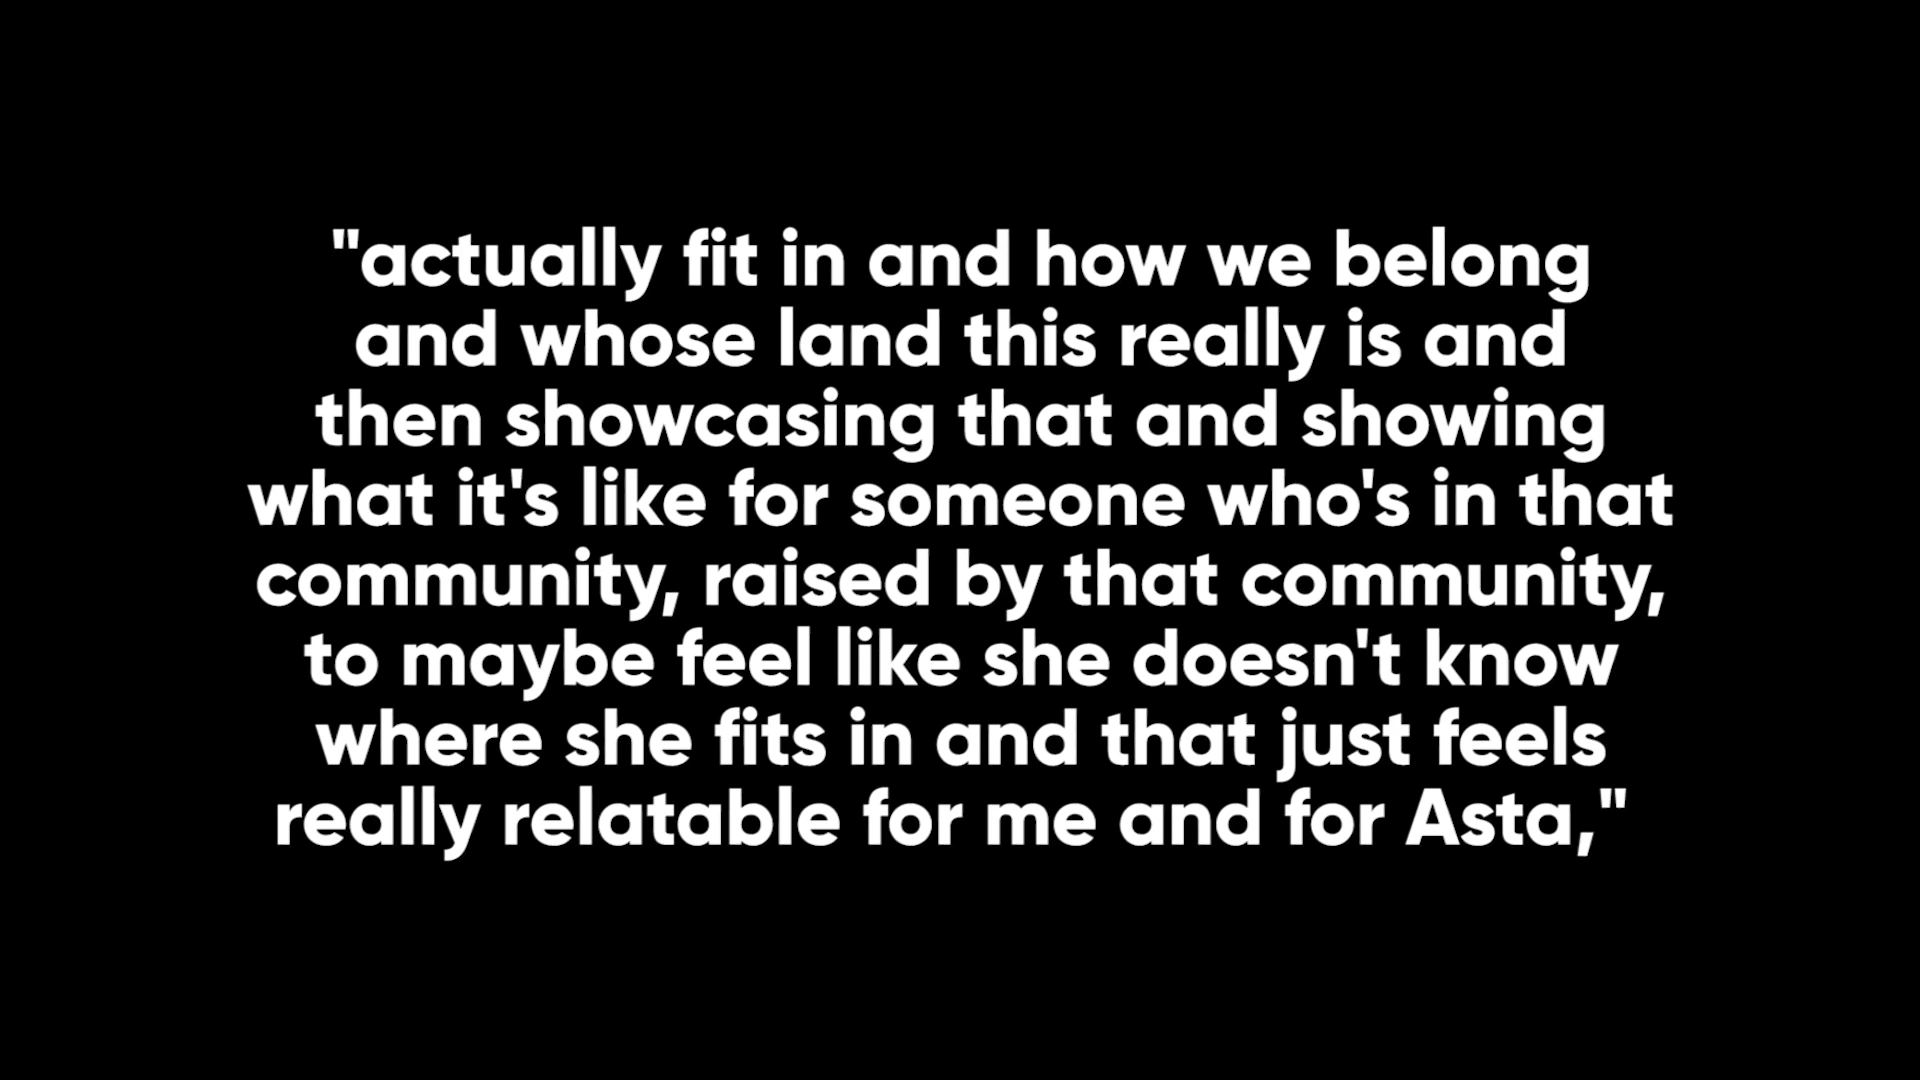 "actually fit in and how we belong
and whose land this really is and
then showcasing that and showing
what it's like for someone who's in that
community, raised by that community,
to maybe feel like she doesn't know
where she fits in and that just feels
really relatable for me and for Asta,"